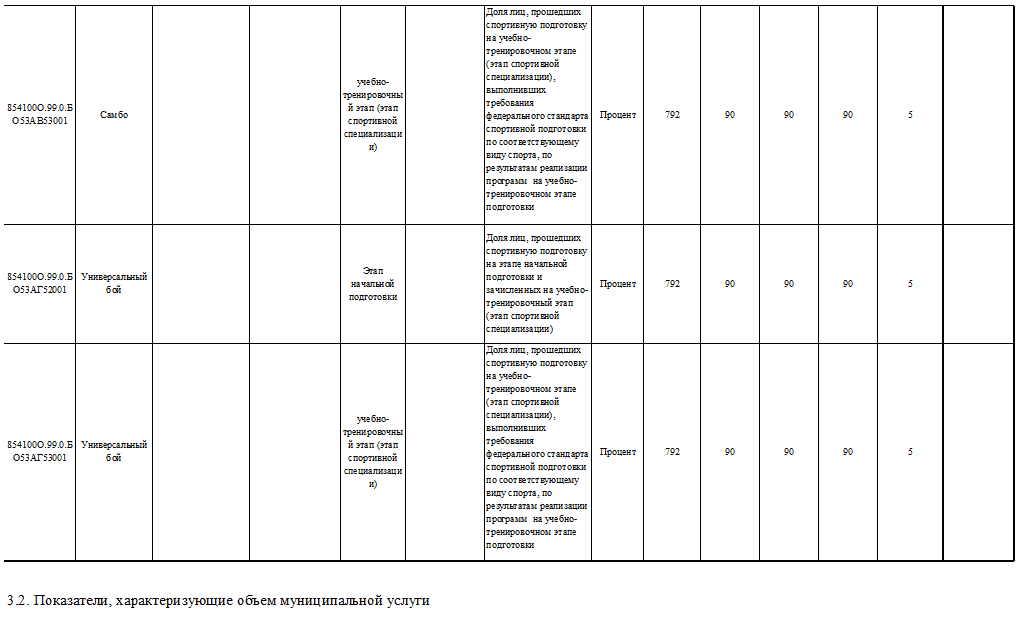 854100О.99.0.Б
О53АВ53001
Самбо
учебно-
тренировочны
й этап (этап
спортивной
специализаци
и)
Доля лиц, прошедших
спортивную подготовку
на учебно-
тренировочном этапе
(этап спортивной
специализации),
выполнивших
требования
федерального стандарта
спортивной подготовки
по соответствующему
виду спорта, по
результатам реализации
программ на учебно-
тренировочном этапе
подготовки
Процент
792
90
90
90
5
854100О.99.0.Б
О53АГ52001
Универсальный
бой
Этап
начальной
подготовки
Доля лиц, прошедших
спортивную подготовку
на этапе начальной
подготовки и
зачисленных на учебно-
тренировочный этап
(этап спортивной
специализации)
Процент
792
90
90
90
5
854100О.99.0.Б
О53АГ53001
Универсальный
бой
учебно-
тренировочны
й этап (этап
спортивной
специализаци
и)
Доля лиц, прошедших
спортивную подготовку
на учебно-
тренировочном этапе
(этап спортивной
специализации),
выполнивших
требования
федерального стандарта
спортивной подготовки
по соответствующему
виду спорта, по
результатам реализации
программ на учебно-
тренировочном этапе
подготовки
Процент
792
90
90
90
5
3.2. Показатели, характеризующие объем муниципальной услуги